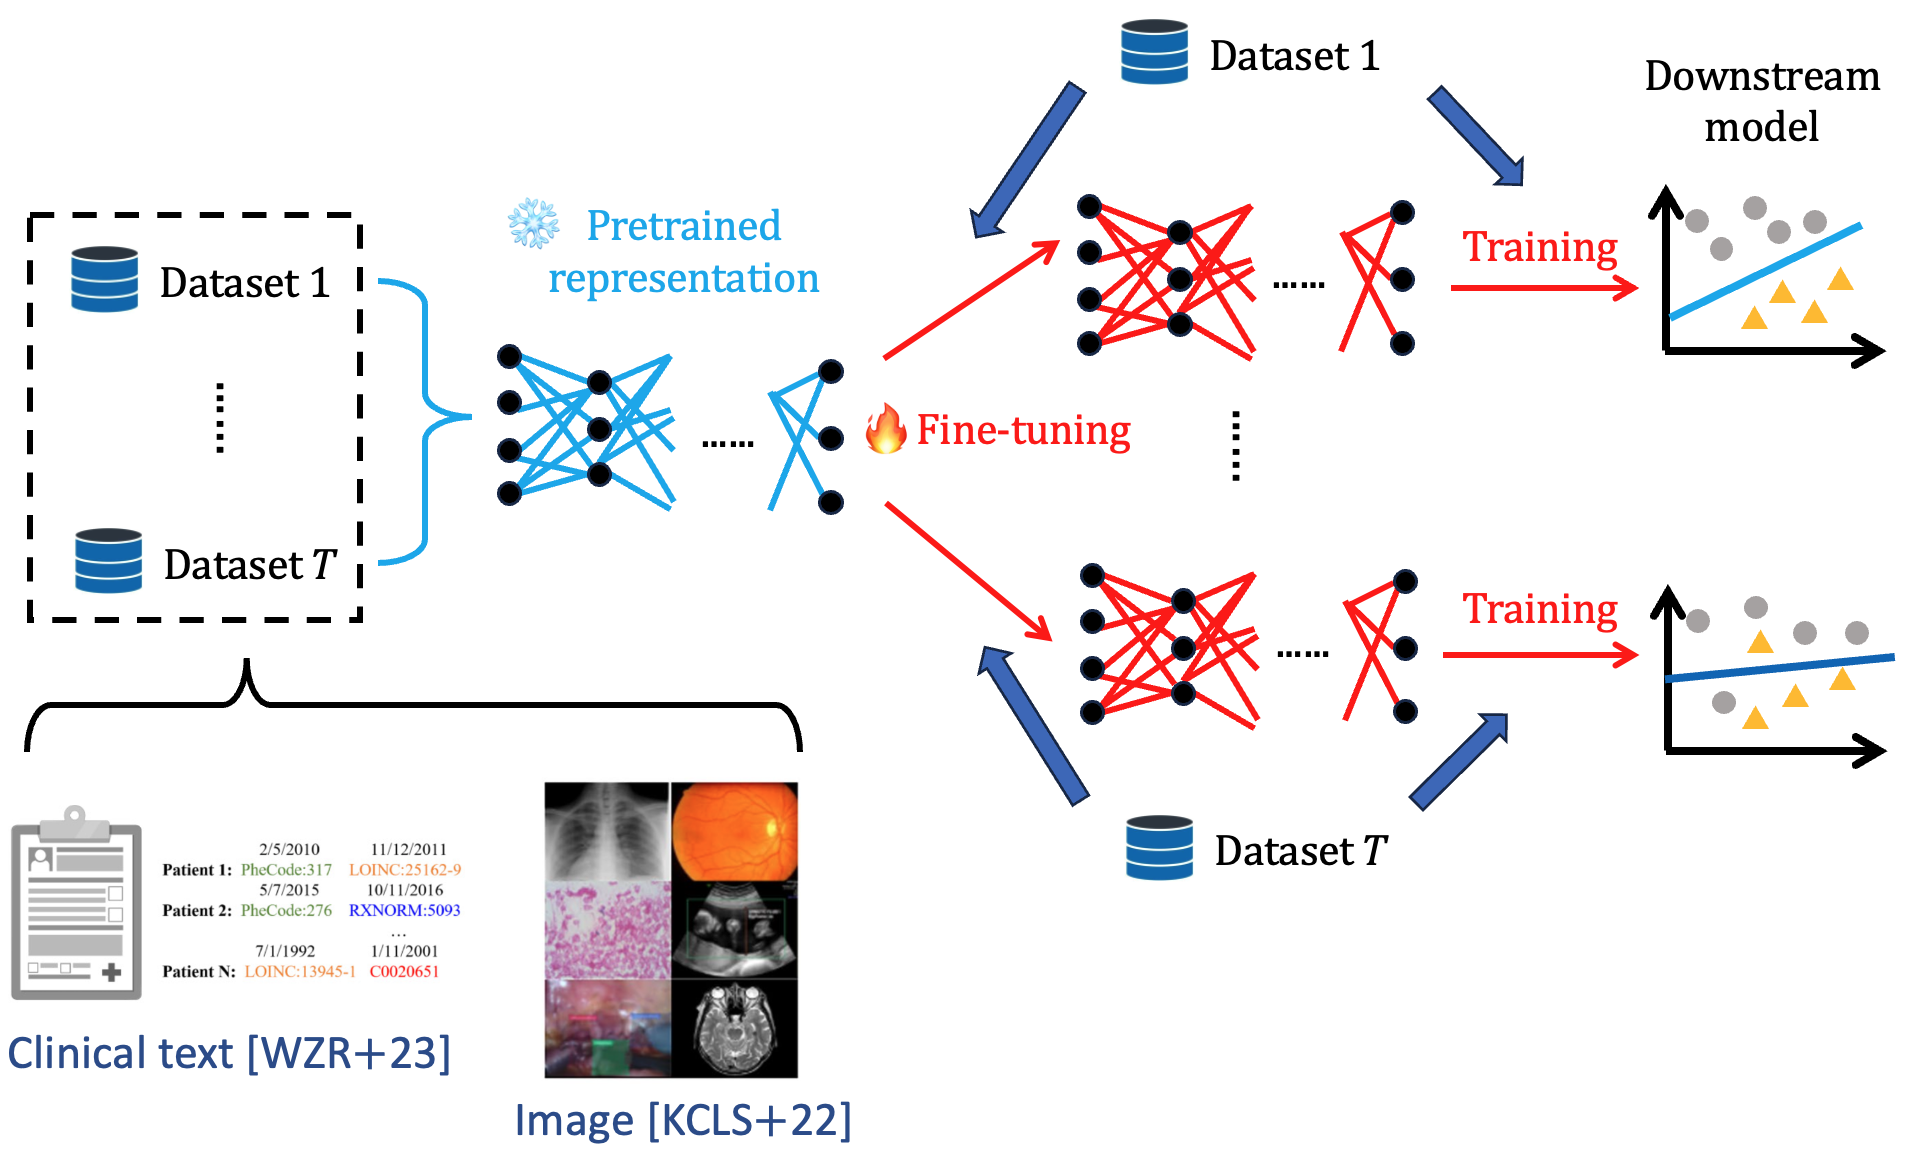 Dataset 1
Downstream
model
Pretrained
representation
Dataset 1
Training
......
......
Fine-tuning
Dataset T
Training
......
Dataset T
2/5/2010 11/12/2011
Patient 1: PheCode:317 LOINC:25162-9
5/7/2015 10/11/2016
Patient 2: PheCode:276 RXNORM:5093
...
7/1/1992 1/11/2001
Patient N: LOINC:13945-1 C0020651
Clinical text [WZR+23]
Image [KCLS+22]